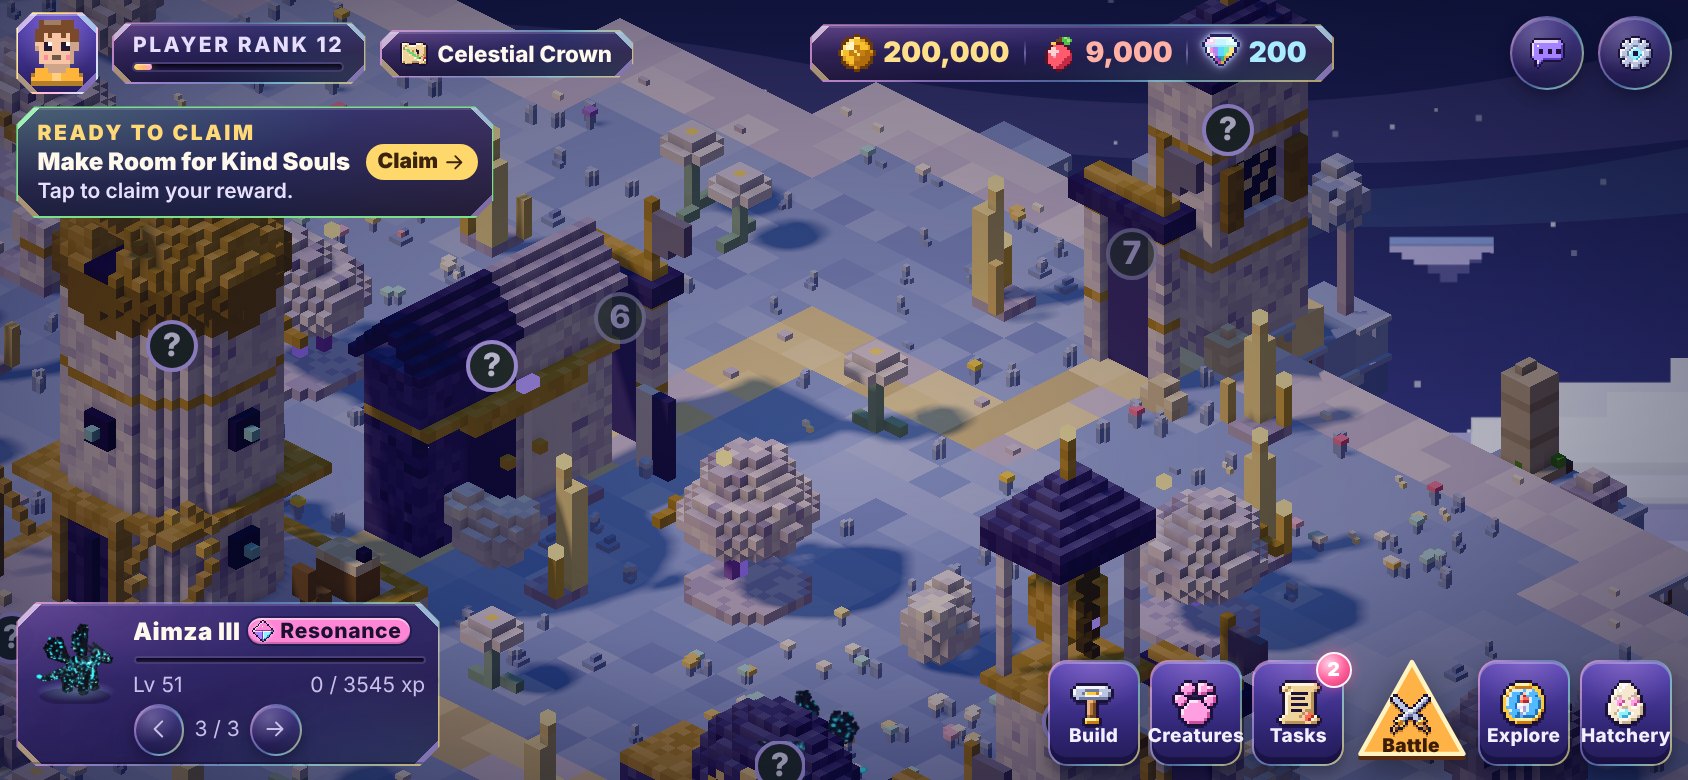 PLAYER RANK 12
Celestial Crown
200,000
9,000
200
READY TO CLAIM
Make Room for Kind Souls
Claim →
Tap to claim your reward.
?
7
6
?
?
?
Aimza III
Resonance
Lv 51
0 / 3545 xp
3 / 3
?
2
Build
Creatures
Tasks
Battle
Explore
Hatchery